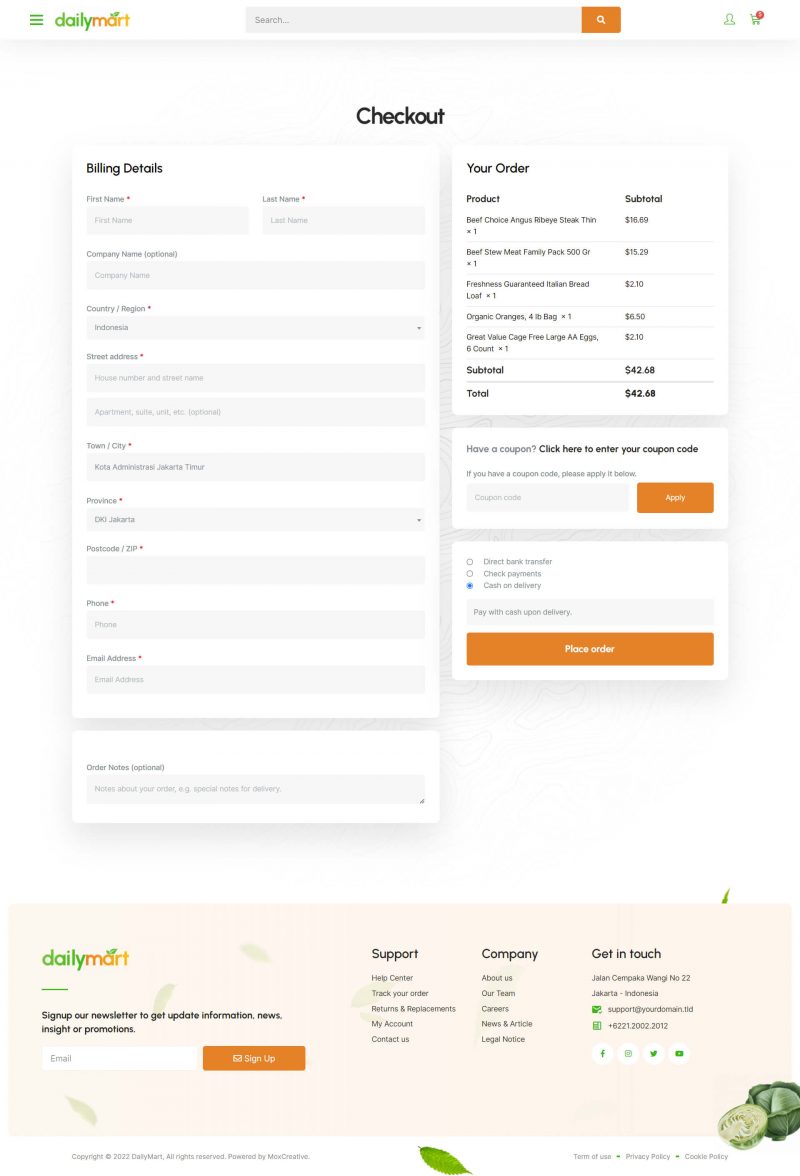 dailymart
Search...
5
Checkout
Billing Details
First Name *
Last Name *
First Name
Last Name
Company Name (optional)
Company Name
Country / Region *
Indonesia
Street address *
House number and street name
Apartment, suite, unit, etc. (optional)
Town / City *
Kota Administrasi Jakarta Timur
Province *
DKI Jakarta
Postcode / ZIP *
Phone *
Phone
Email Address *
Email Address
Order Notes (optional)
Notes about your order, e.g. special notes for delivery.
Your Order
Product Subtotal
Beef Choice Angus Ribeye Steak Thin $16.69
× 1
Beef Stew Meat Family Pack 500 Gr $15.29
× 1
Freshness Guaranteed Italian Bread $2.10
Loaf × 1
Organic Oranges, 4 lb Bag × 1 $6.50
Great Value Cage Free Large AA Eggs, $2.10
6 Count × 1
Subtotal $42.68
Total $42.68
Have a coupon? Click here to enter your coupon code
If you have a coupon code, please apply it below.
Coupon code
Apply
Direct bank transfer
Check payments
Cash on delivery
Pay with cash upon delivery.
Place order
dailymart
Signup our newsletter to get update information, news,
insight or promotions.
Email
Sign Up
Support
Help Center
Track your order
Returns & Replacements
My Account
Contact us
Company
About us
Our Team
Careers
News & Article
Legal Notice
Get in touch
Jalan Cempaka Wangi No 22
Jakarta - Indonesia
support@yourdomain.tld
+6221.2002.2012
Copyright © 2022 DailyMart, All rights reserved. Powered by MoxCreative.
Term of use - Privacy Policy - Cookie Policy